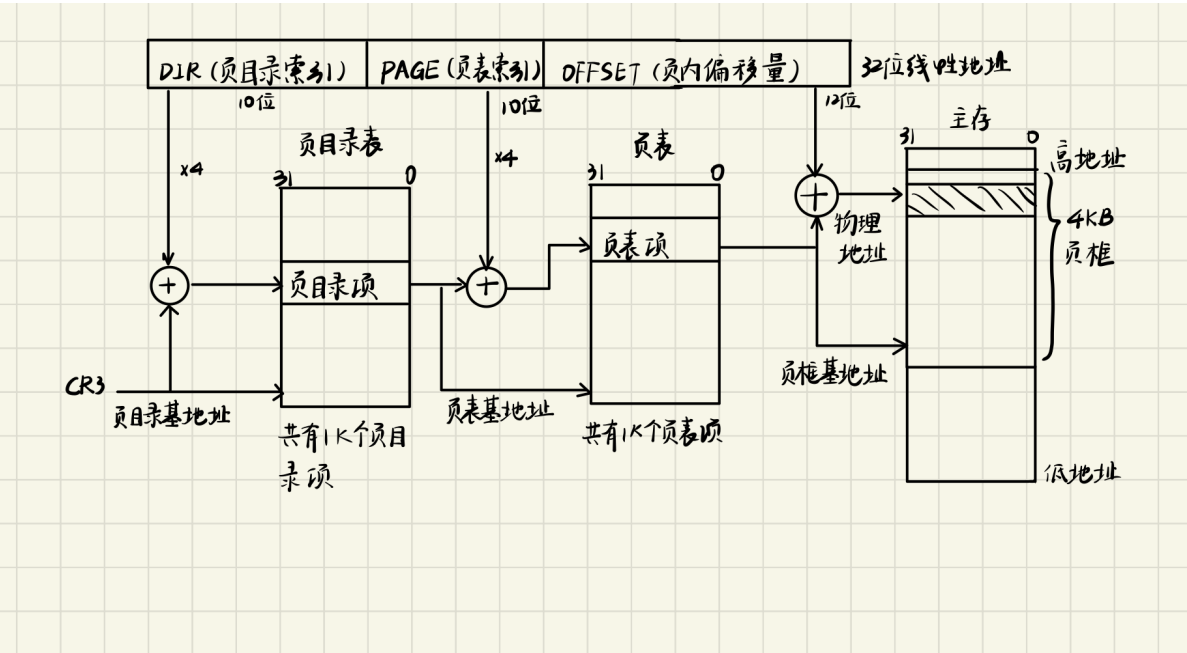 DIR (页目录索引) PAGE (页表索引) OFFSET (页内偏移量) 32位线性地址
10位 10位 12位
主存
页目录表 页表
31 0
高地址
×4 ×4
31 0 31 0
4KB
页框
物理
地址
页表项
+ 页目录项 + +
CR3
页目录基地址
页表基地址
页框基地址
共有1K个页目
录项
共有1K个页表项
低地址